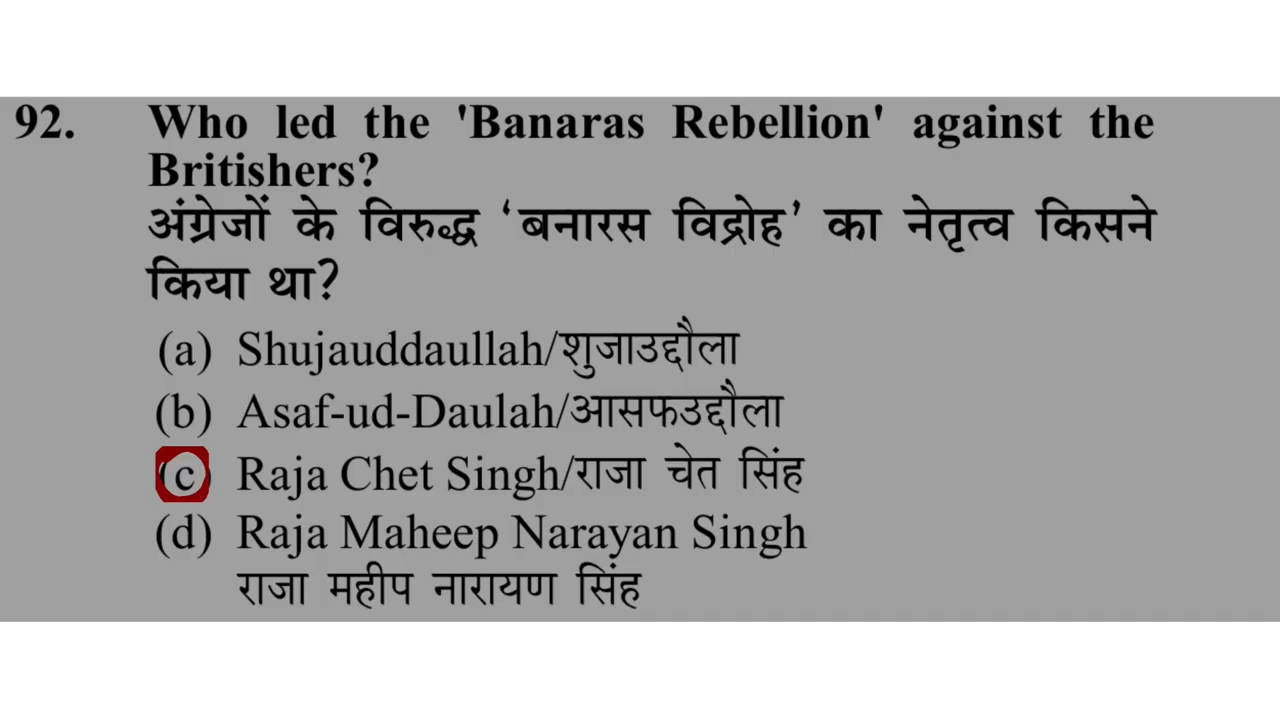 92. Who led the 'Banaras Rebellion' against the
Britishers?
अंग्रेजों के विरुद्ध ‘बनारस विद्रोह’ का नेतृत्व किसने
किया था?
(a) Shujauddaullah/शुजाउद्दौला
(b) Asaf-ud-Daulah/आसफउद्दौला
(c) Raja Chet Singh/राजा चेत सिंह
(d) Raja Maheep Narayan Singh
राजा महीप नारायण सिंह